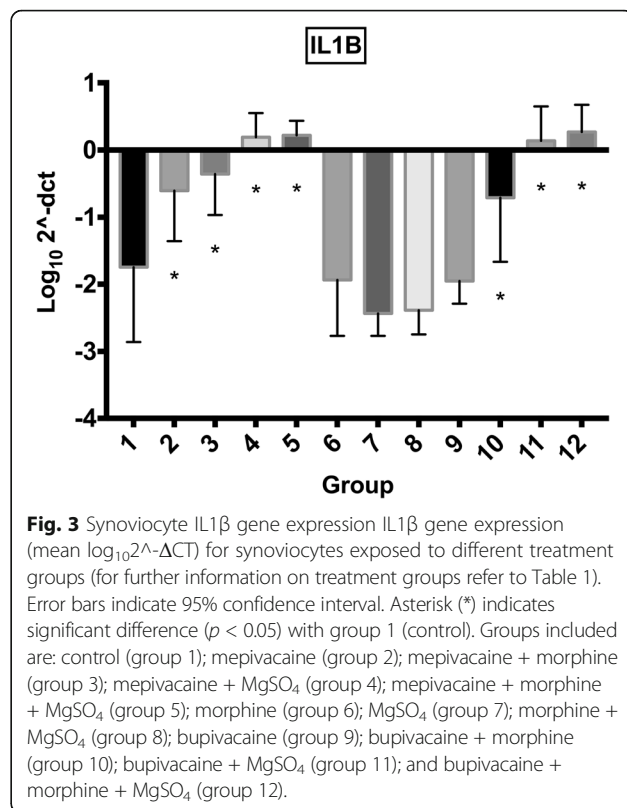 IL1B
1
0
-1
-2
-3
-4
Log10 2^-dct
* * * * * * *
1 2 3 4 5 6 7 8 9 10 11 12
Group
Fig. 3 Synoviocyte IL1β gene expression IL1β gene expression
(mean log102^-ΔCT) for synoviocytes exposed to different treatment
groups (for further information on treatment groups refer to Table 1).
Error bars indicate 95% confidence interval. Asterisk (*) indicates
significant difference (p < 0.05) with group 1 (control). Groups included
are: control (group 1); mepivacaine (group 2); mepivacaine + morphine
(group 3); mepivacaine + MgSO4 (group 4); mepivacaine + morphine
+ MgSO4 (group 5); morphine (group 6); MgSO4 (group 7); morphine +
MgSO4 (group 8); bupivacaine (group 9); bupivacaine + morphine
(group 10); bupivacaine + MgSO4 (group 11); and bupivacaine +
morphine + MgSO4 (group 12).